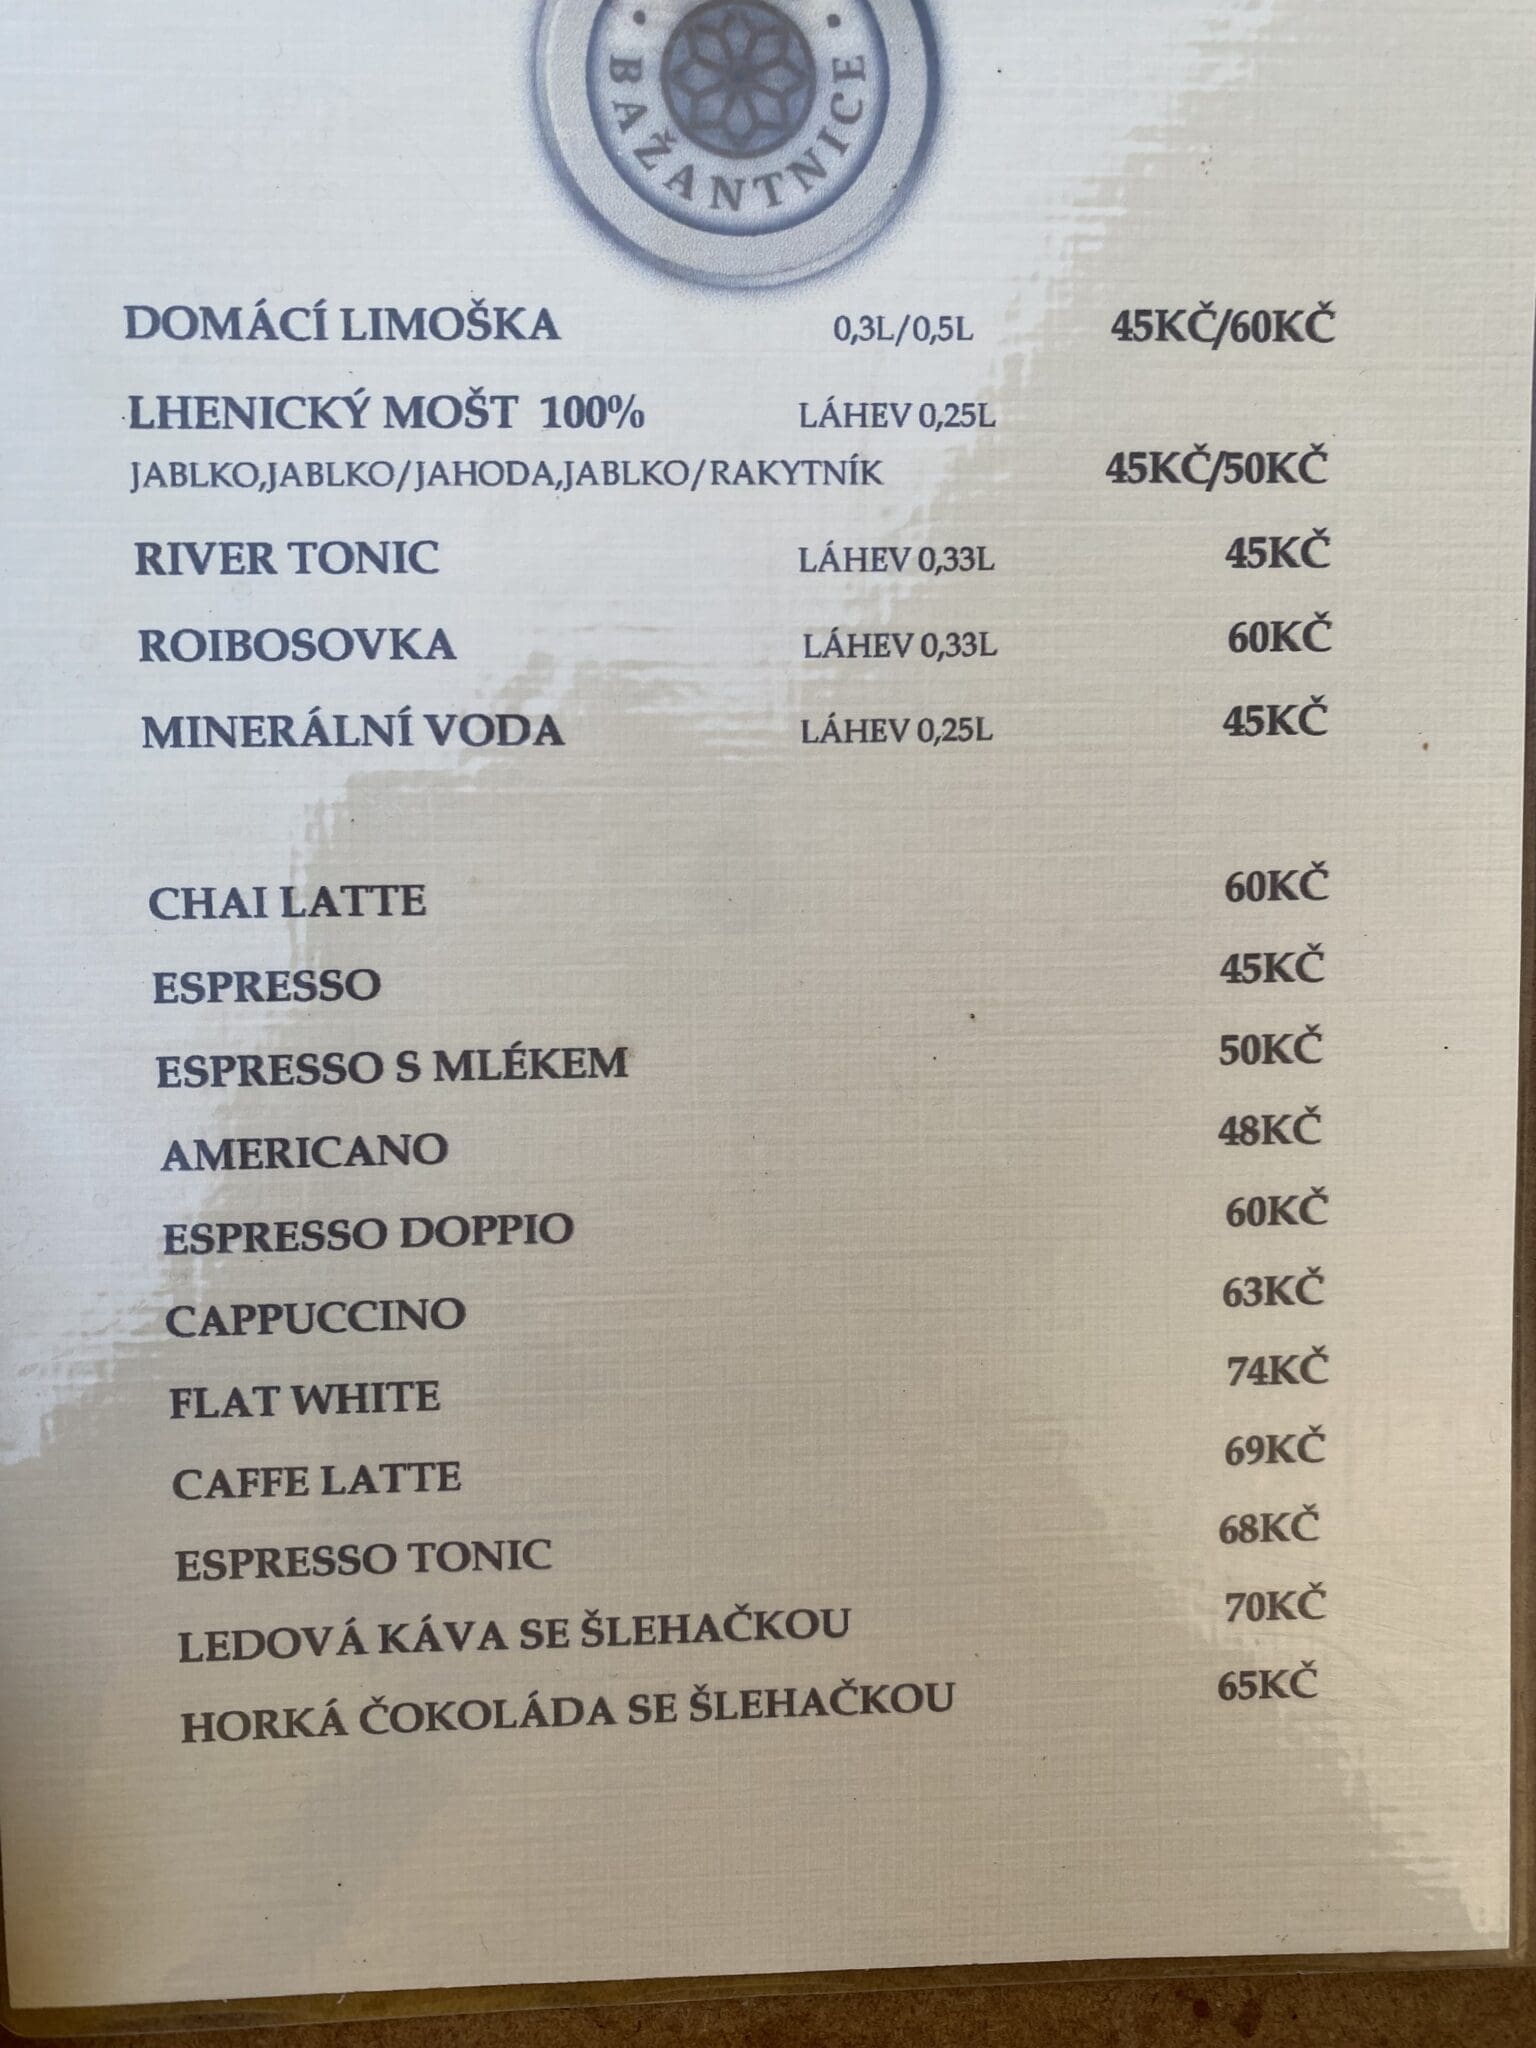 BAŽANTNICE
DOMÁCÍ LIMOŠKA 0,3L/0,5L 45KČ/60KČ
LHENICKÝ MOŠT 100% LÁHEV 0,25L
JABLKO,JABLKO/JAHODA,JABLKO/RAKYTNÍK 45KČ/50KČ
RIVER TONIC LÁHEV 0,33L 45KČ
ROIBOSOVKA LÁHEV 0,33L 60KČ
MINERÁLNÍ VODA LÁHEV 0,25L 45KČ
CHAI LATTE 60KČ
ESPRESSO 45KČ
ESPRESSO S MLÉKEM 50KČ
AMERICANO 48KČ
ESPRESSO DOPPIO 60KČ
CAPPUCCINO 63KČ
FLAT WHITE 74KČ
CAFFE LATTE 69KČ
ESPRESSO TONIC 68KČ
LEDOVÁ KÁVA SE ŠLEHAČKOU 70KČ
HORKÁ ČOKOLÁDA SE ŠLEHAČKOU 65KČ